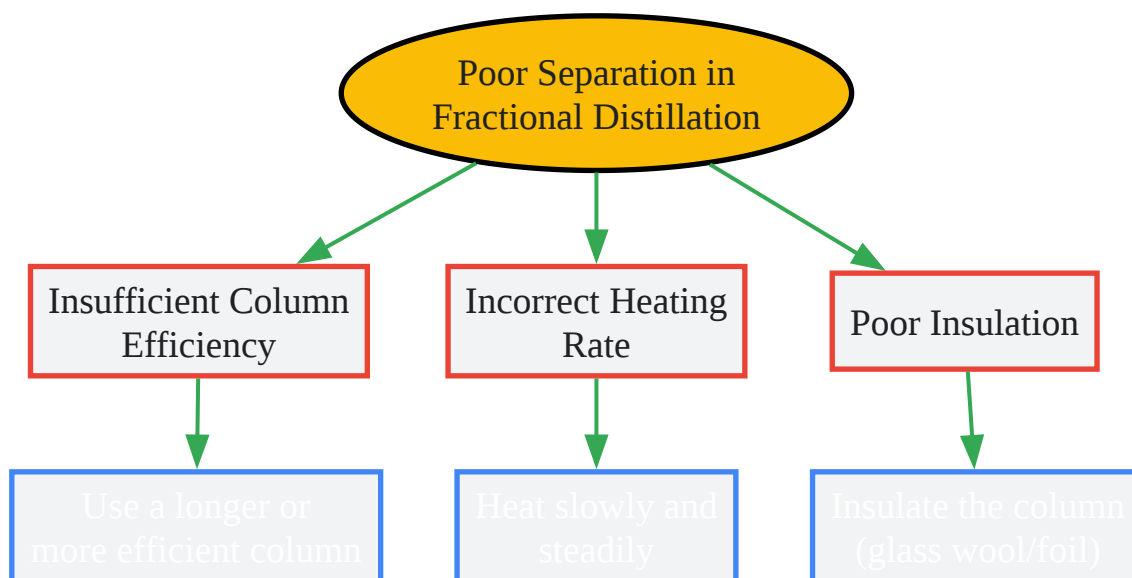 Poor Separation in
Fractional Distillation
Insufficient Column
Efficiency
Incorrect Heating
Rate
Poor Insulation
Use a longer or
more efficient column
Heat slowly and
steadily
Insulate the column
(glass wool/foil)